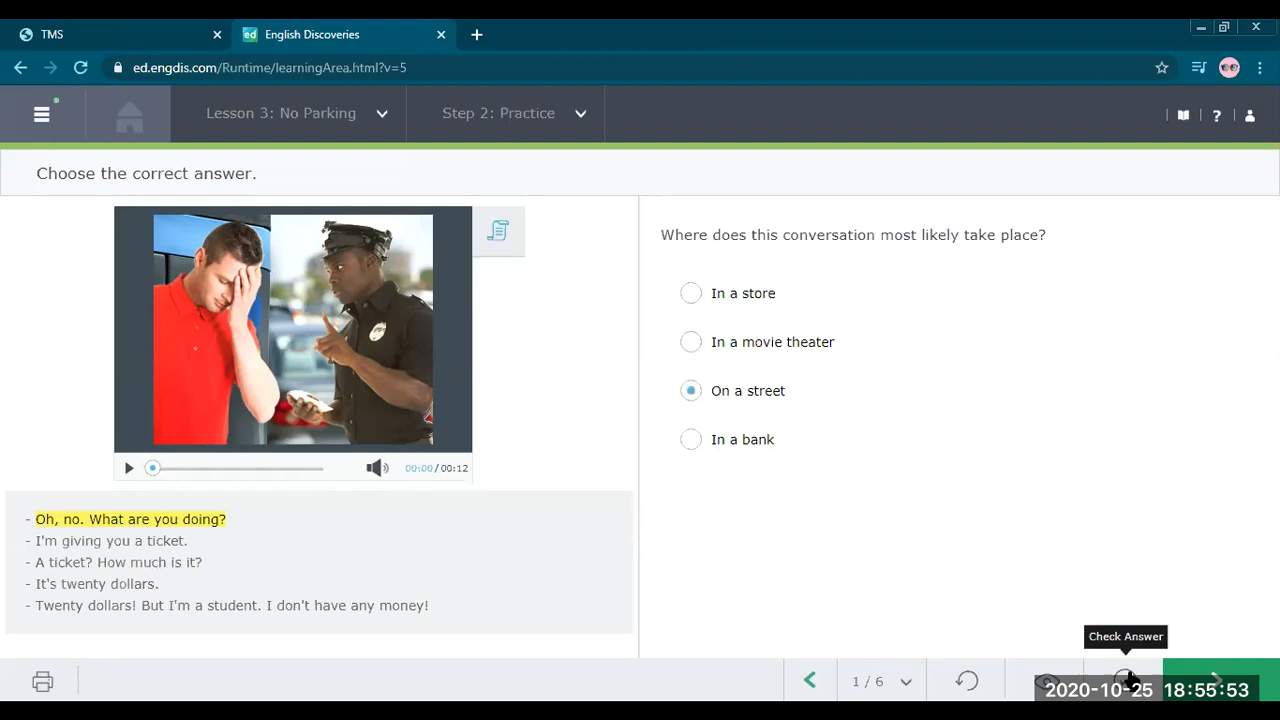 TMS
ed English Discoveries
ed.engdis.com/Runtime/learningArea.html?v=5
Lesson 3: No Parking
Step 2: Practice
?
Choose the correct answer.
Where does this conversation most likely take place?
In a store
In a movie theater
On a street
In a bank
00:00/00:12
- Oh, no. What are you doing?
- I'm giving you a ticket.
- A ticket? How much is it?
- It's twenty dollars.
- Twenty dollars! But I'm a student. I don't have any money!
Check Answer
1 / 6
2020-10-25 18:55:53